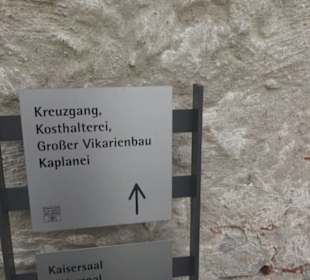 Kreuzgang,
Kosthalterei,
Großer Vikarienbau
Kaplanei
Kaisersaal